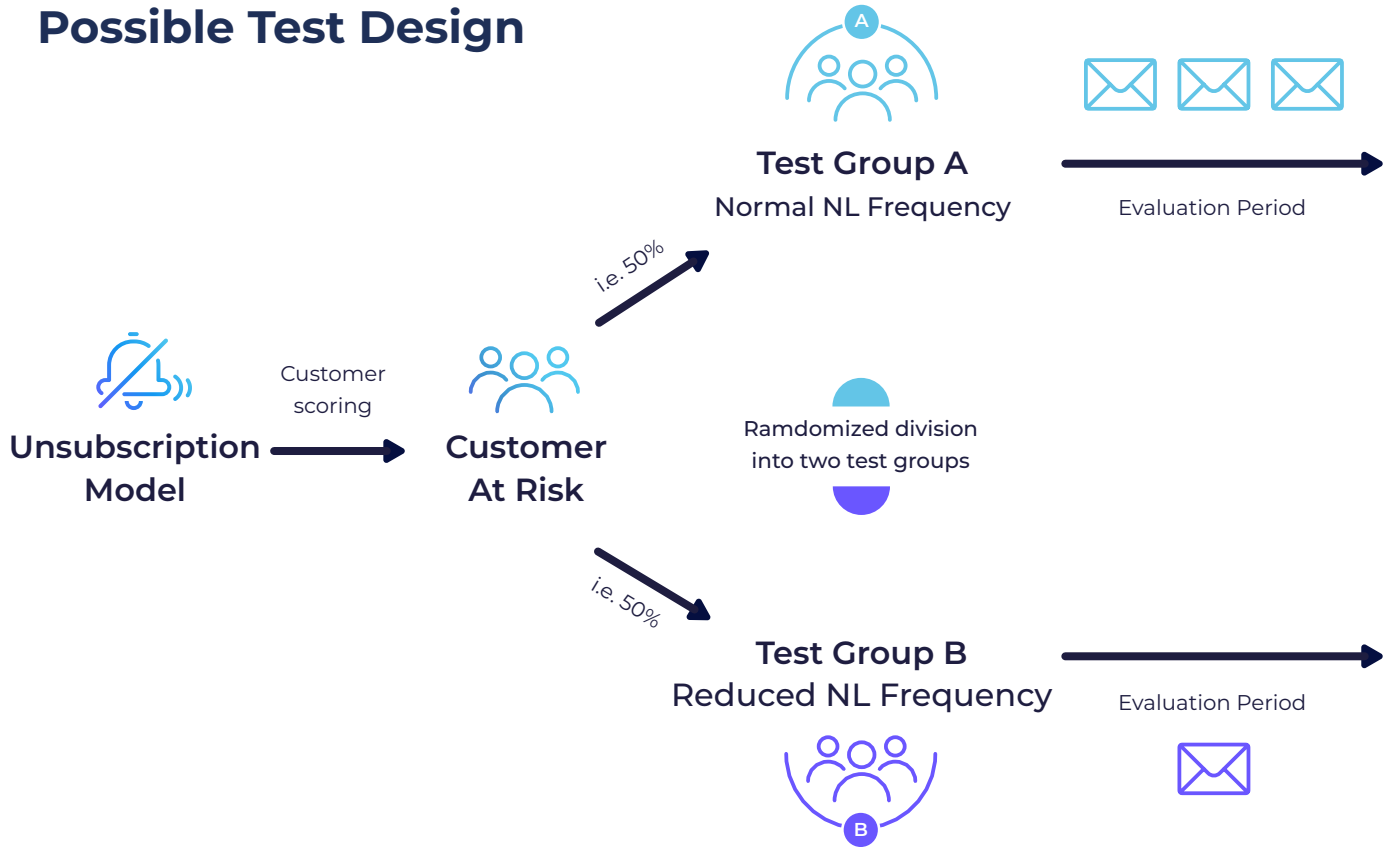 Possible Test Design
A
Test Group A
Normal NL Frequency
Evaluation Period
i.e. 50%
Customer
scoring
Unsubscription
Model
Customer
At Risk
Ramdomized division
into two test groups
i.e. 50%
Test Group B
Reduced NL Frequency
Evaluation Period
B